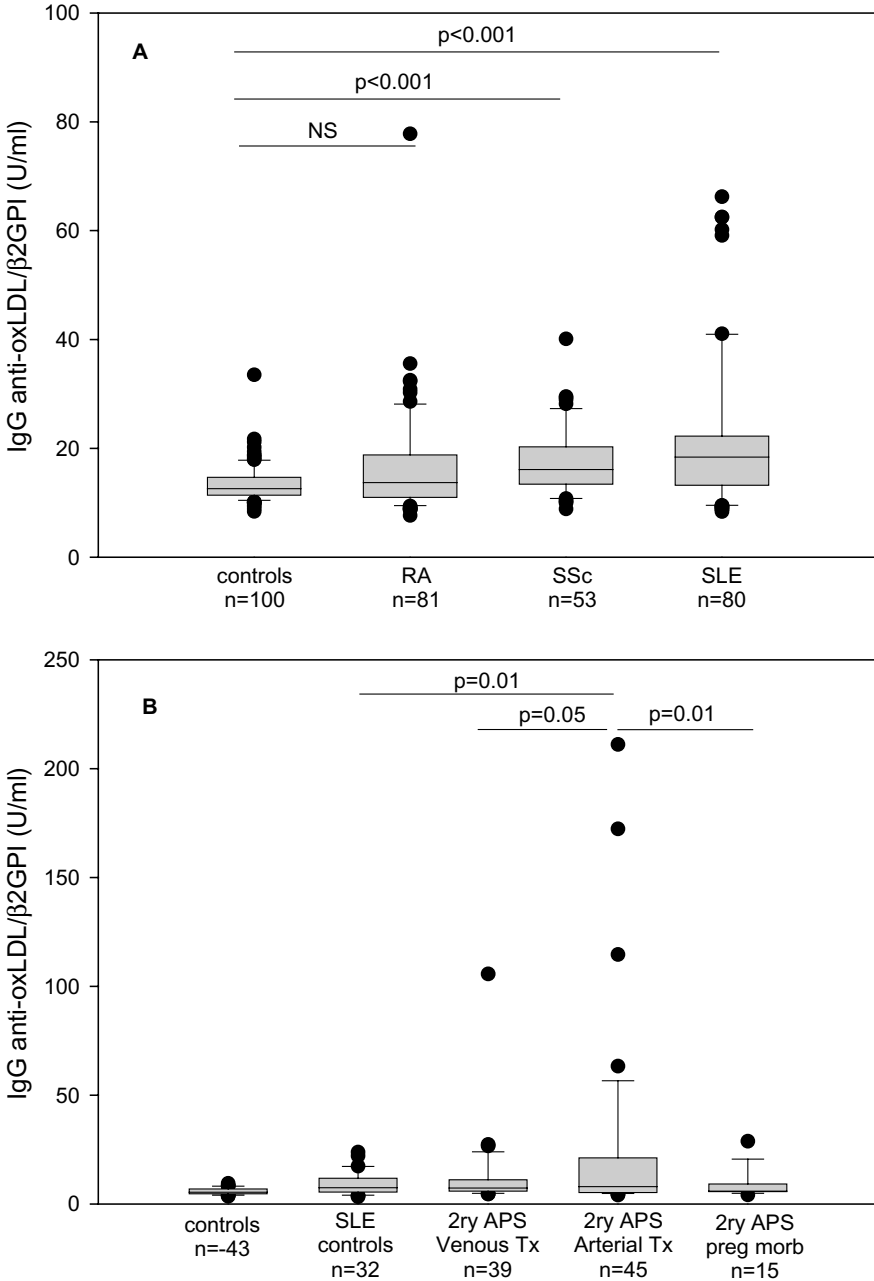 100
A
p<0.001
p<0.001
80
NS
60
40
20
0
IgG anti-oxLDL/β2GPI (U/ml)
controls RA SSc SLE
n=100 n=81 n=53 n=80
250
B
p=0.01
p=0.05 p=0.01
200
150
100
50
0
IgG anti-oxLDL/β2GPI (U/ml)
controls SLE 2ry APS 2ry APS 2ry APS
n=-43 controls Venous Tx Arterial Tx preg morb
n=32 n=39 n=45 n=15